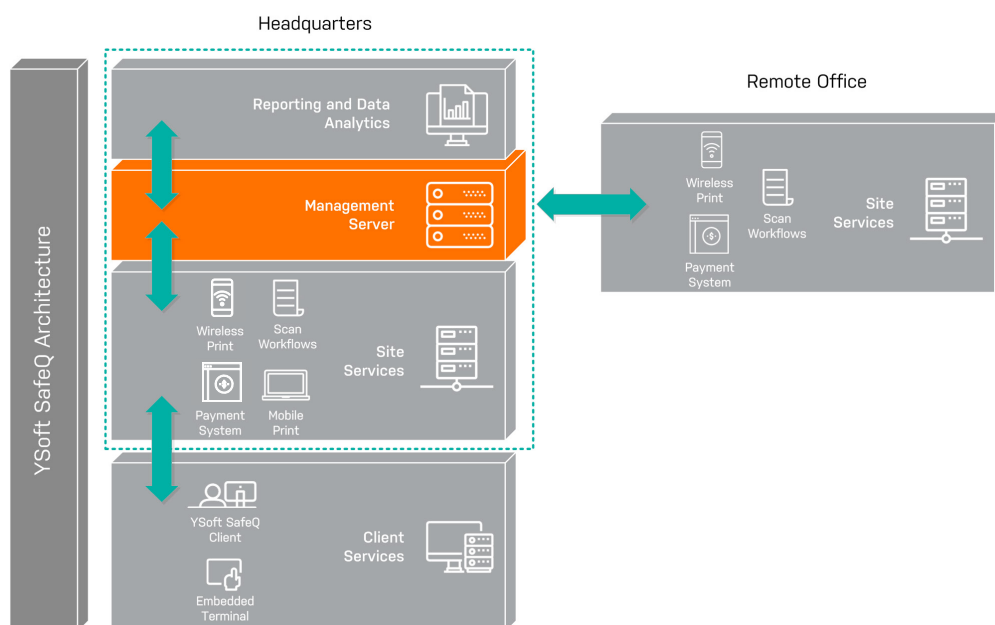 Headquarters
YSoft SafeQ Architecture
Reporting and Data
Analytics
Management
Server
Wireless
Print
Scan
Workflows
Payment
System
Mobile
Print
Site
Services
YSoft SafeQ
Client
Embedded
Terminal
Client
Services
Remote Office
Wireless
Print
Scan
Workflows
Payment
System
Site
Services